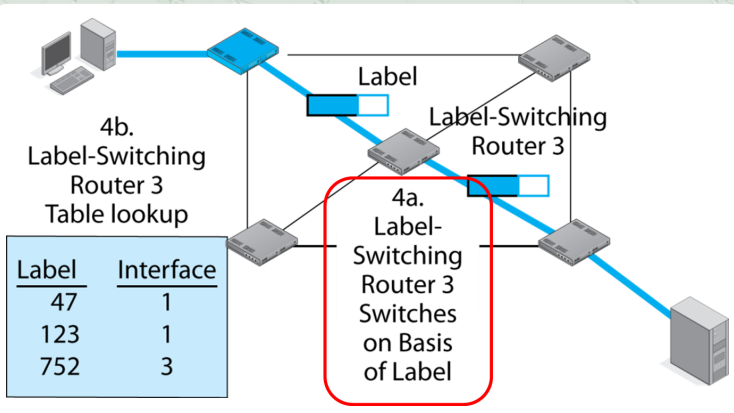 Label
Label-Switching
Router 3
4b.
Label-Switching
Router 3
Table lookup
Label Interface
47 1
123 1
752 3
4a.
Label-
Switching
Router 3
Switches
on Basis
of Label